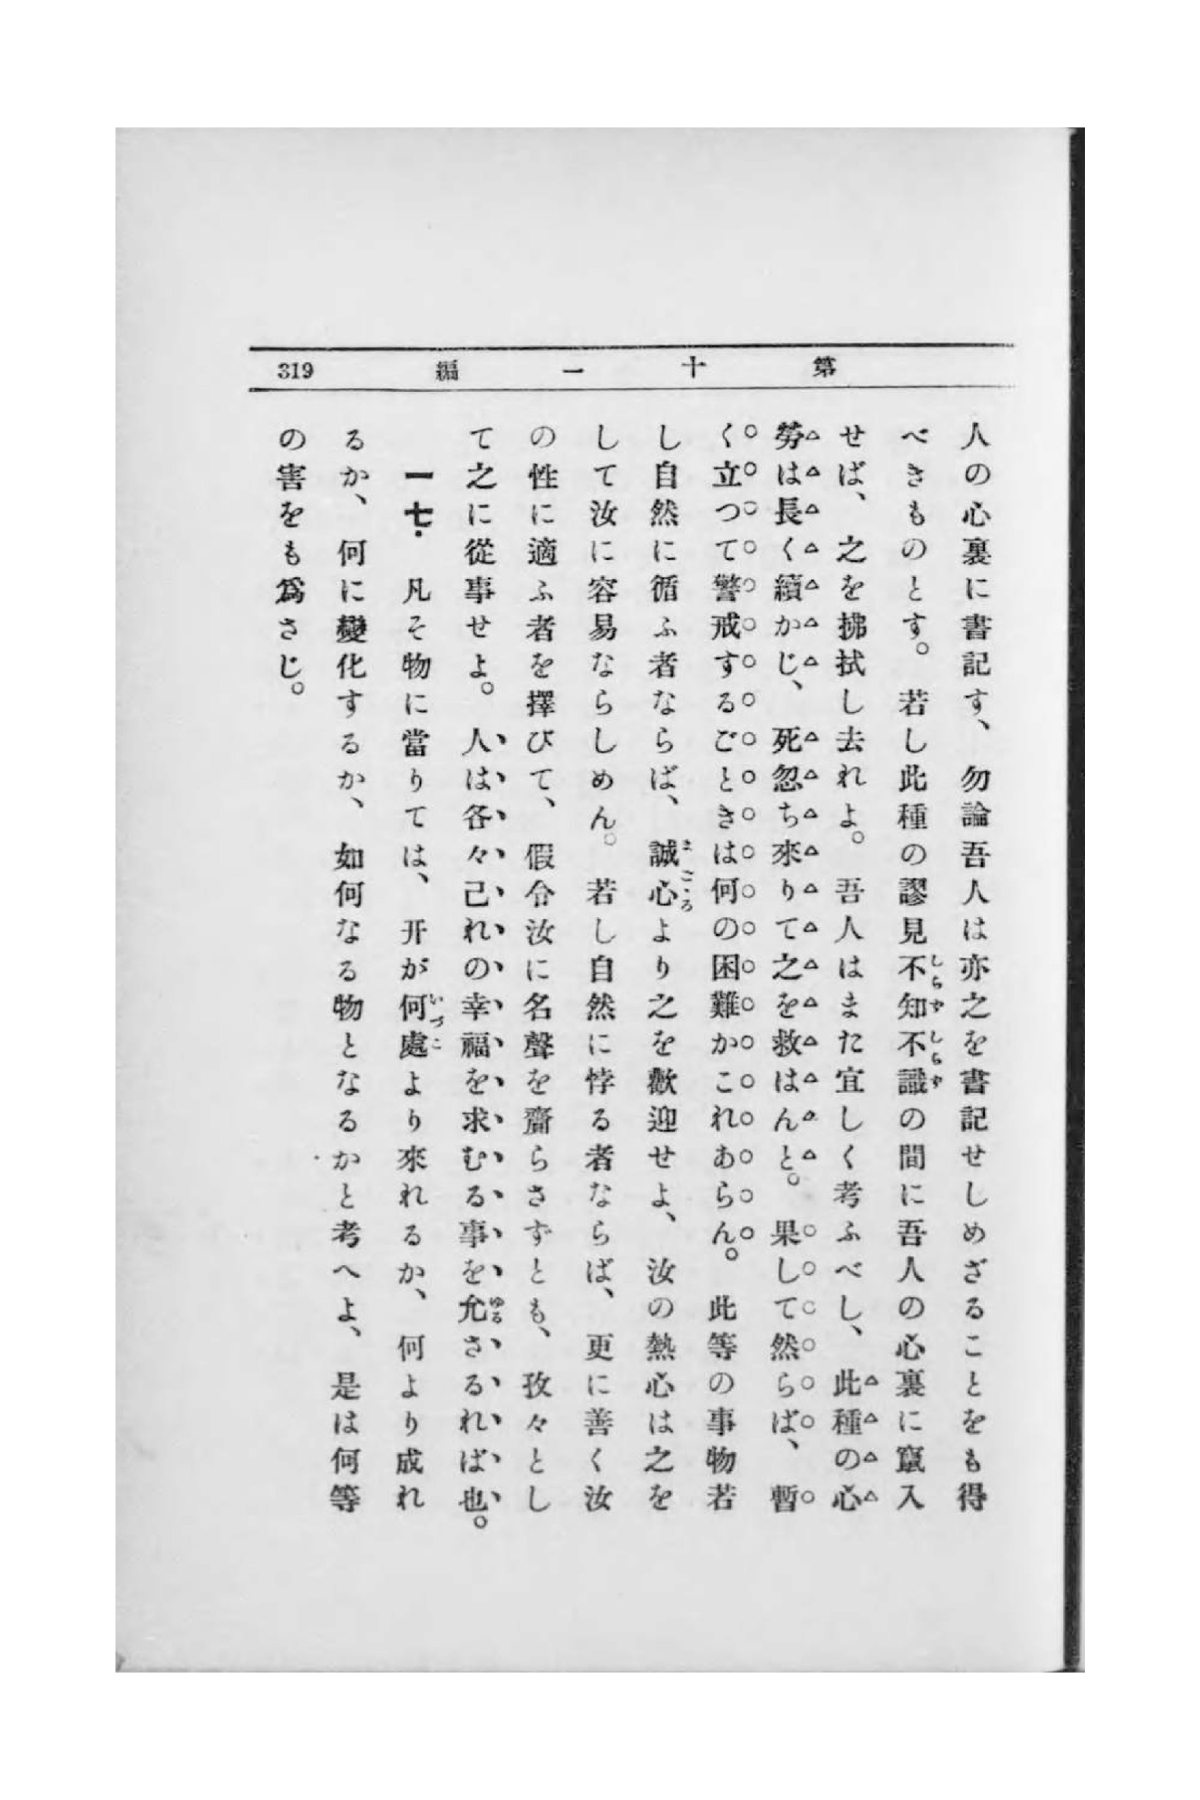 第十一編
319
人の心裏に書記す、勿論吾人は亦之を書記せしめざることをも得
べきものとす。若し此種の謬見不知不識の間に吾人の心裏に竄入
せば、之を拂拭し去れよ。吾人はまた宜しく考ふべし、此種の心
勞は長く續かじ、死忽ち來りて之を救はんと。果して然らば、暫
く立つて警戒するごときは何の困難かこれあらん。此等の事物若
し自然に循ふ者ならば、誠心より之を歡迎せよ、汝の熱心は之を
して汝に容易ならしめん。若し自然に悖る者ならば、更に善く汝
の性に適ふ者を擇びて、假令汝に名聲を齎らさずとも、孜々とし
て之に從事せよ。人は各々己れの幸福を求むる事を允さるれば也。
一七・凡そ物に當りては、开が何處より來れるか、何より成れ
るか、何に變化するか、如何なる物となるかと考へよ、是は何等
の害をも爲さじ。